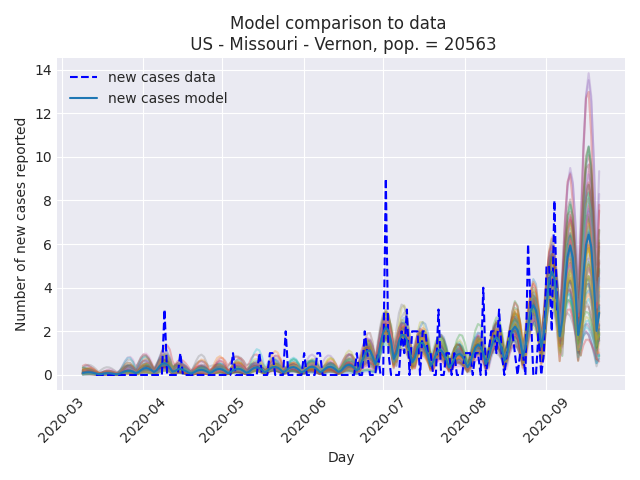 Model comparison to data
US - Missouri - Vernon, pop. = 20563
new cases data
new cases model
Number of new cases reported
14
12
10
8
6
4
2
0
2020-03
2020-04
2020-05
2020-06
2020-07
2020-08
2020-09
Day